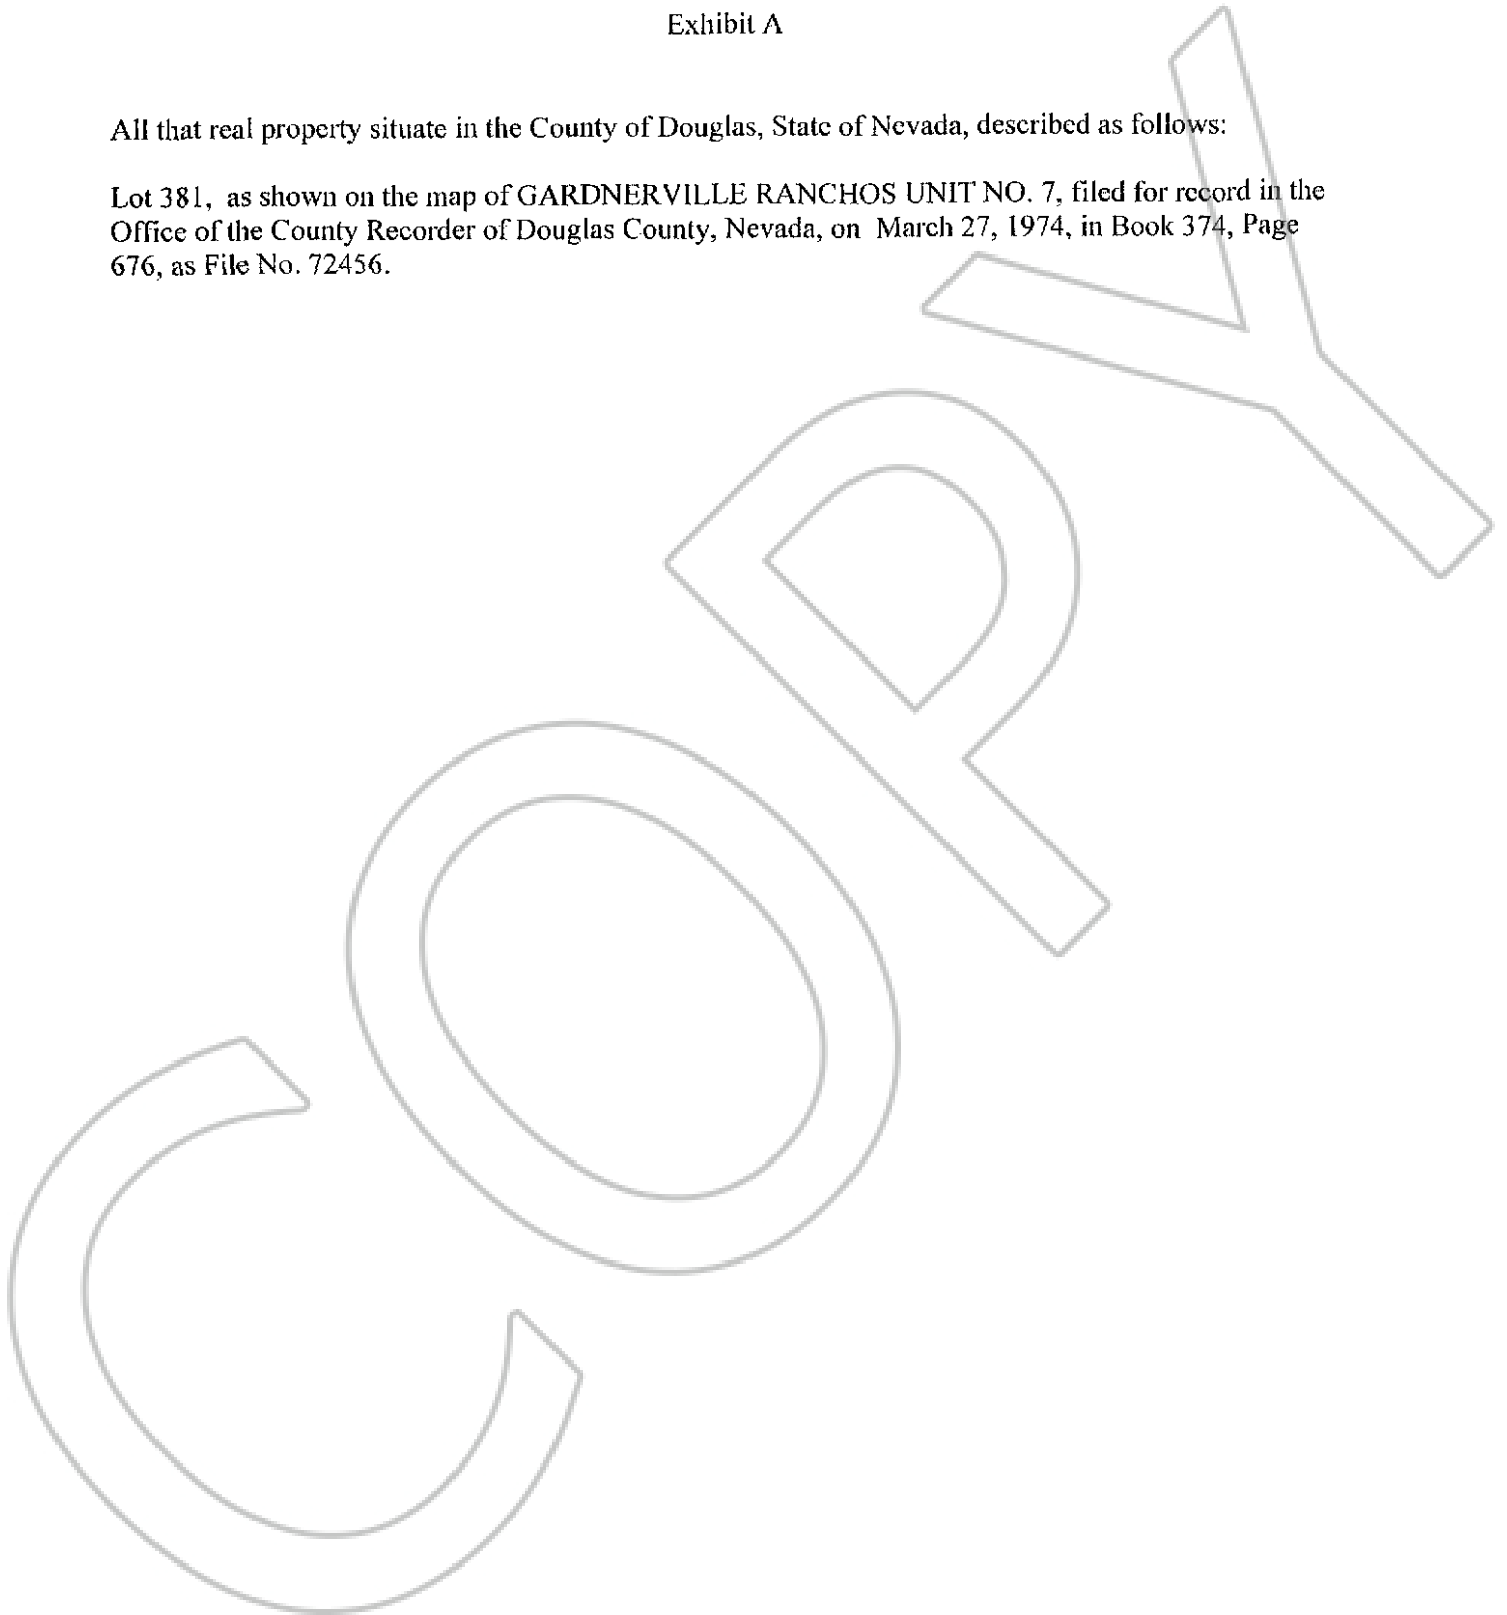 Exhibit A
All that real property situate in the County of Douglas, State of Nevada, described as follows:
Lot 381,  as shown on the map of GARDNERVILLE RANCHOS UNIT NO. 7, filed for record in the
Office of the County Recorder of Douglas County, Nevada, on  March 27, 1974, in Book 374, Page
676, as File No. 72456.
COPY